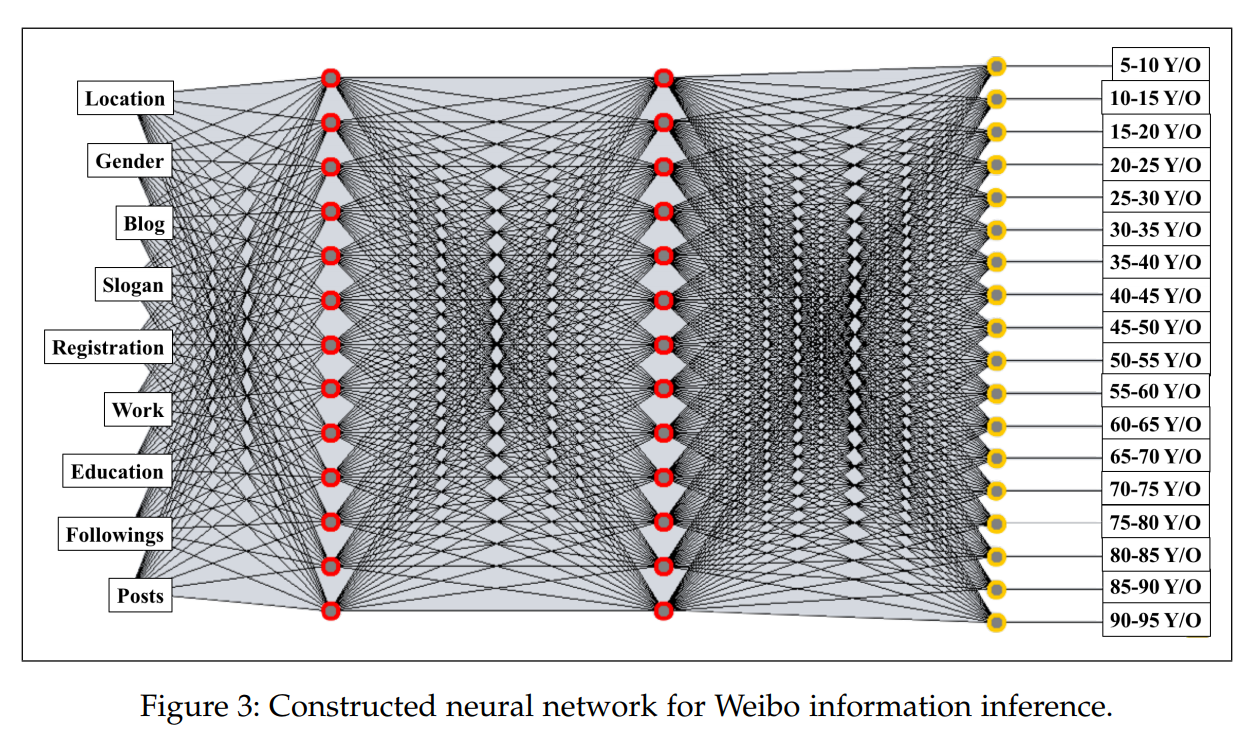 Location
Gender
Blog
Slogan
Registration
Work
Education
Followings
Posts
5-10 Y/O
10-15 Y/O
15-20 Y/O
20-25 Y/O
25-30 Y/O
30-35 Y/O
35-40 Y/O
40-45 Y/O
45-50 Y/O
50-55 Y/O
55-60 Y/O
60-65 Y/O
65-70 Y/O
70-75 Y/O
75-80 Y/O
80-85 Y/O
85-90 Y/O
90-95 Y/O
Figure 3: Constructed neural network for Weibo information inference.